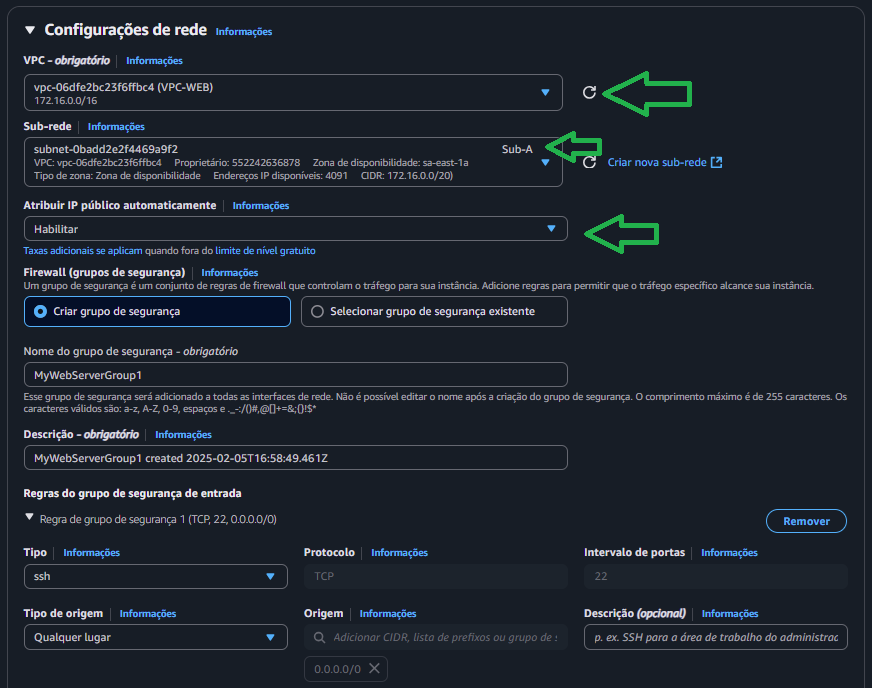 Configurações de rede Informações
VPC - obrigatório Informações
vpc-06dfe2bc23f6ffbc4 (VPC-WEB)
172.16.0.0/16
Sub-rede Informações
subnet-0badd2e2f4469a9f2 Sub-A
VPC: vpc-06dfe2bc23f6ffbc4 Proprietário: 552242636878 Zona de disponibilidade: sa-east-1a
Tipo de zona: Zona de disponibilidade Endereços IP disponíveis: 4091 CIDR: 172.16.0.0/20)
Criar nova sub-rede
Atribuir IP público automaticamente Informações
Habilitar
Taxas adicionais se aplicam quando fora do limite de nível gratuito
Firewall (grupos de segurança) Informações
Um grupo de segurança é um conjunto de regras de firewall que controlam o tráfego para sua instância. Adicione regras para permitir que o tráfego específico alcance sua instância.
Criar grupo de segurança Selecionar grupo de segurança existente
Nome do grupo de segurança - obrigatório
MyWebServerGroup1
Esse grupo de segurança será adicionado a todas as interfaces de rede. Não é possível editar o nome após a criação do grupo de segurança. O comprimento máximo é de 255 caracteres. Os
caracteres válidos são: a-z, A-Z, 0-9, espaços e ._-:/()#,@[]+=&;{}!$*
Descrição - obrigatório Informações
MyWebServerGroup1 created 2025-02-05T16:58:49.461Z
Regras do grupo de segurança de entrada
Regra de grupo de segurança 1 (TCP, 22, 0.0.0.0/0) Remover
Tipo Informações Protocolo Informações Intervalo de portas Informações
ssh TCP 22
Tipo de origem Informações Origem Informações Descrição (opcional) Informações
Qualquer lugar Adicionar CIDR, lista de prefixos ou grupo de s p. ex. SSH para a área de trabalho do administrac
0.0.0.0/0